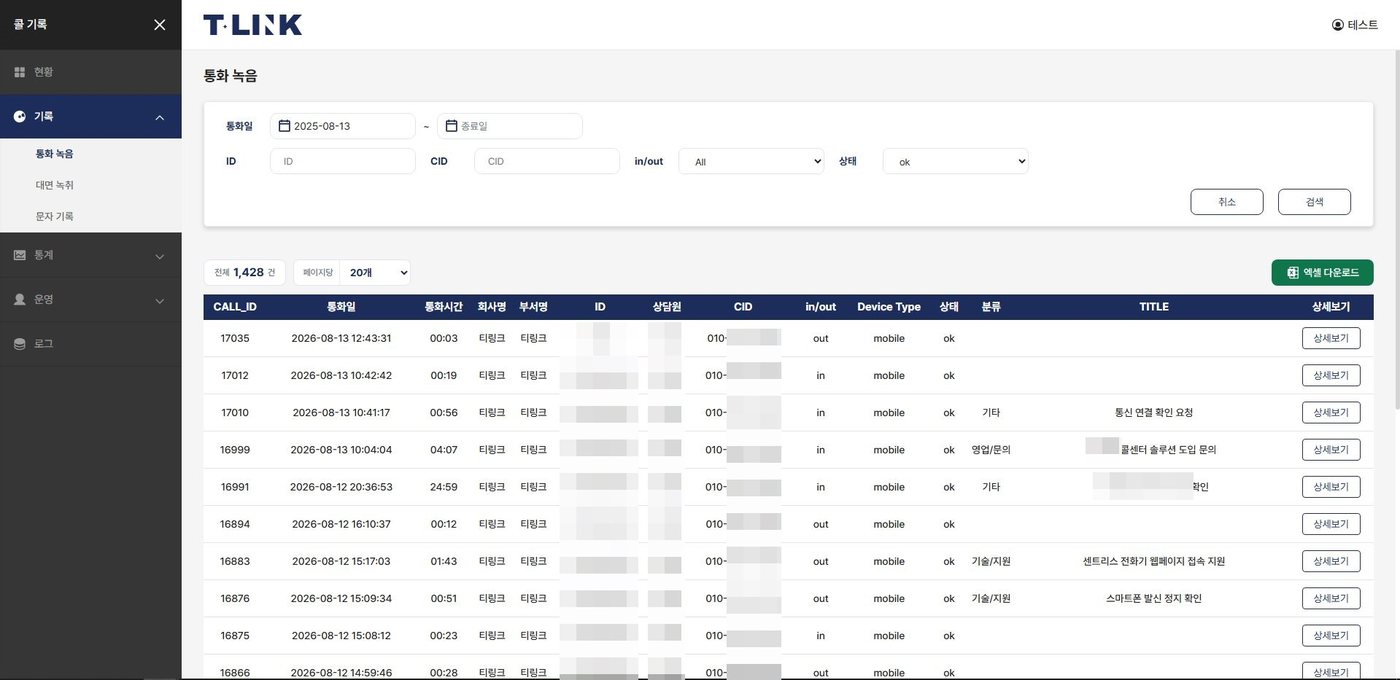 콜 기록
T·LINK
테스트
현황
기록
통화 녹음
대면 녹취
문자 기록
통계
운영
로그
통화 녹음
통화일 2025-08-13 ~ 종료일
ID ID CID CID in/out All 상태 ok
취소 검색
전체 1,428 건 페이지당 20개 엑셀 다운로드
CALL_ID 통화일 통화시간 회사명 부서명 ID 상담원 CID in/out Device Type 상태 분류 TITLE 상세보기
17035 2026-08-13 12:43:31 00:03 티링크 티링크 010- out mobile ok 상세보기
17012 2026-08-13 10:42:42 00:19 티링크 티링크 010- in mobile ok 상세보기
17010 2026-08-13 10:41:17 00:56 티링크 티링크 010- in mobile ok 기타 통신 연결 확인 요청 상세보기
16999 2026-08-13 10:04:04 04:07 티링크 티링크 010- in mobile ok 영업/문의 콜센터 솔루션 도입 문의 상세보기
16991 2026-08-12 20:36:53 24:59 티링크 티링크 010- in mobile ok 기타 확인 상세보기
16894 2026-08-12 16:10:37 00:12 티링크 티링크 010- out mobile ok 상세보기
16883 2026-08-12 15:17:03 01:43 티링크 티링크 010- out mobile ok 기술/지원 센트리스 전화기 웹페이지 접속 지원 상세보기
16876 2026-08-12 15:09:34 00:51 티링크 티링크 010- out mobile ok 기술/지원 스마트폰 발신 정지 확인 상세보기
16875 2026-08-12 15:08:12 00:23 티링크 티링크 010- in mobile ok 상세보기
16866 2026-08-12 14:59:46 00:28 티링크 티링크 010- out mobile ok 상세보기